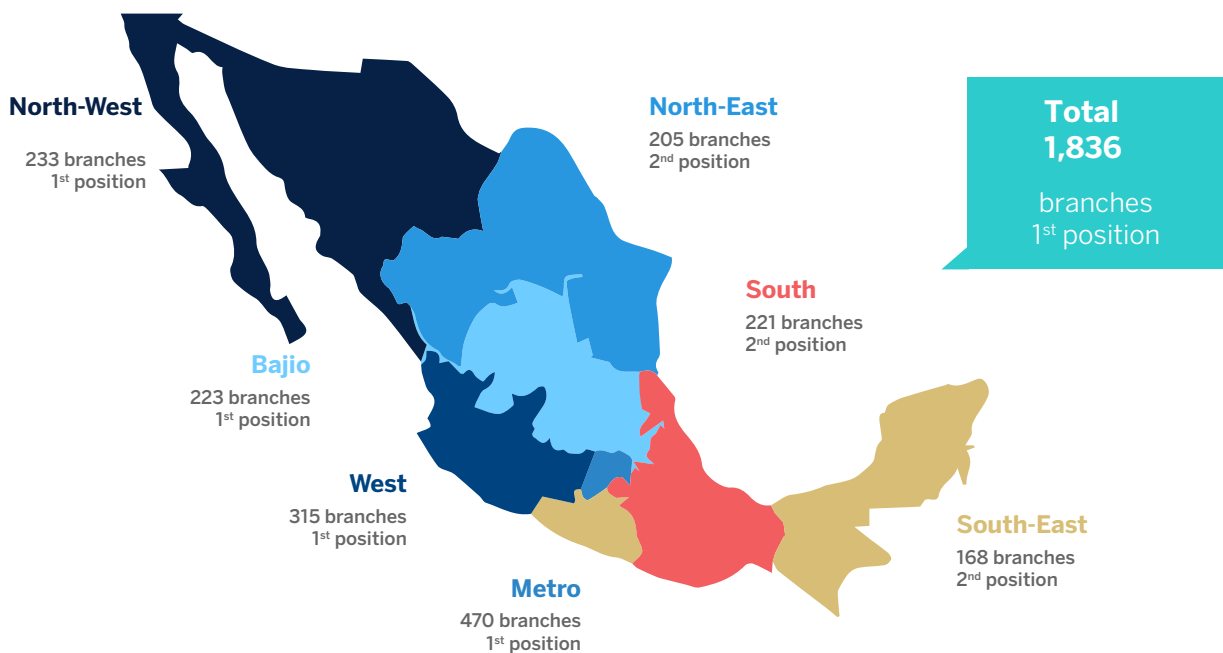 North-West
233 branches
1st position
North-East
205 branches
2nd position
Total
1,836
branches
1st position
South
221 branches
2nd position
Bajio
223 branches
1st position
West
315 branches
1st position
South-East
168 branches
2nd position
Metro
470 branches
1st position